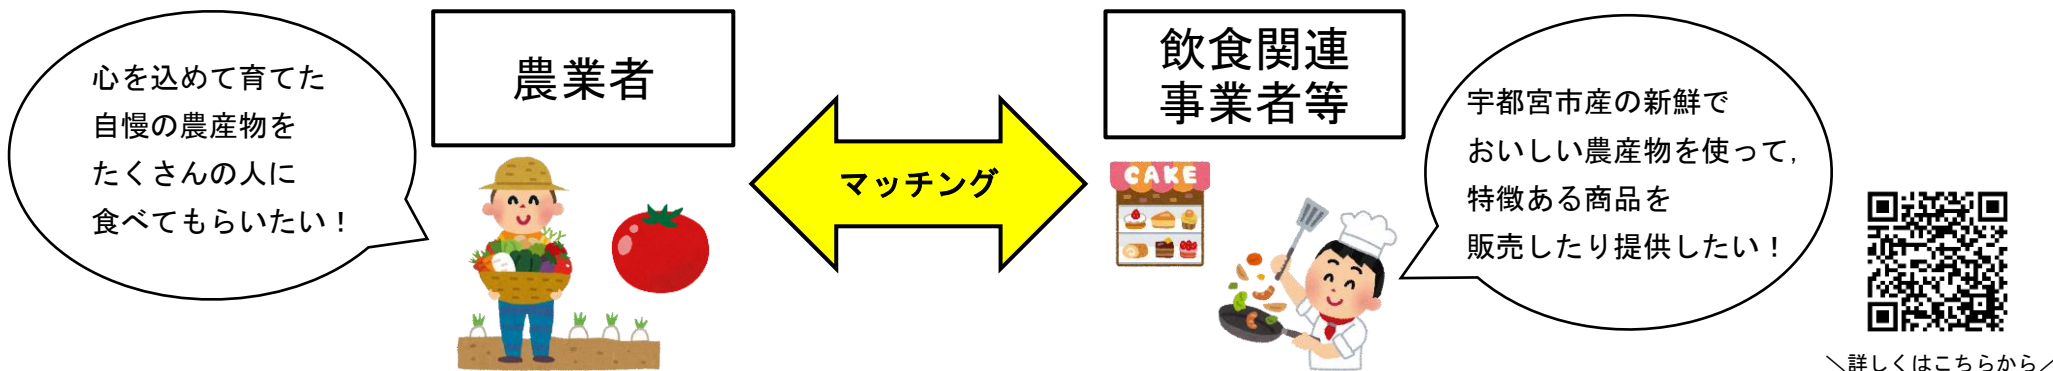 心を込めて育てた
自慢の農産物を
たくさんの人に
食べてもらいたい！
農業者
マッチング
飲食関連
事業者等
CAKE
宇都宮市産の新鮮で
おいしい農産物を使って，
特徴ある商品を
販売したり提供したい！
＼詳しくはこちらから／